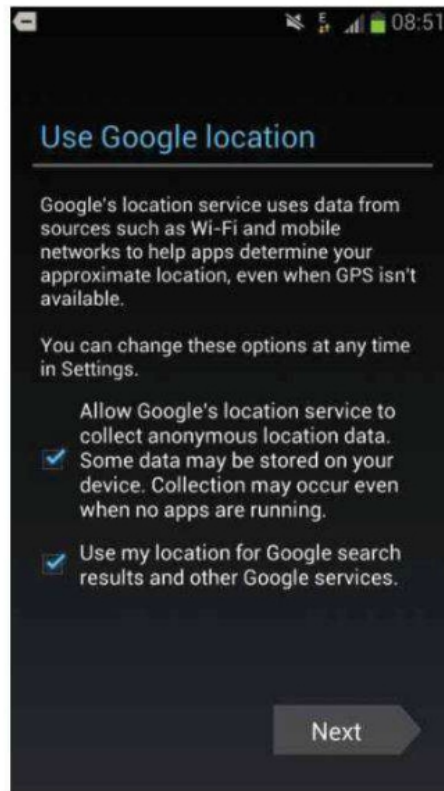 E 08:51
Use Google location
Google's location service uses data from
sources such as Wi-Fi and mobile
networks to help apps determine your
approximate location, even when GPS isn't
available.
You can change these options at any time
in Settings.
Allow Google's location service to
collect anonymous location data.
Some data may be stored on your
device. Collection may occur even
when no apps are running.
Use my location for Google search
results and other Google services.
Next